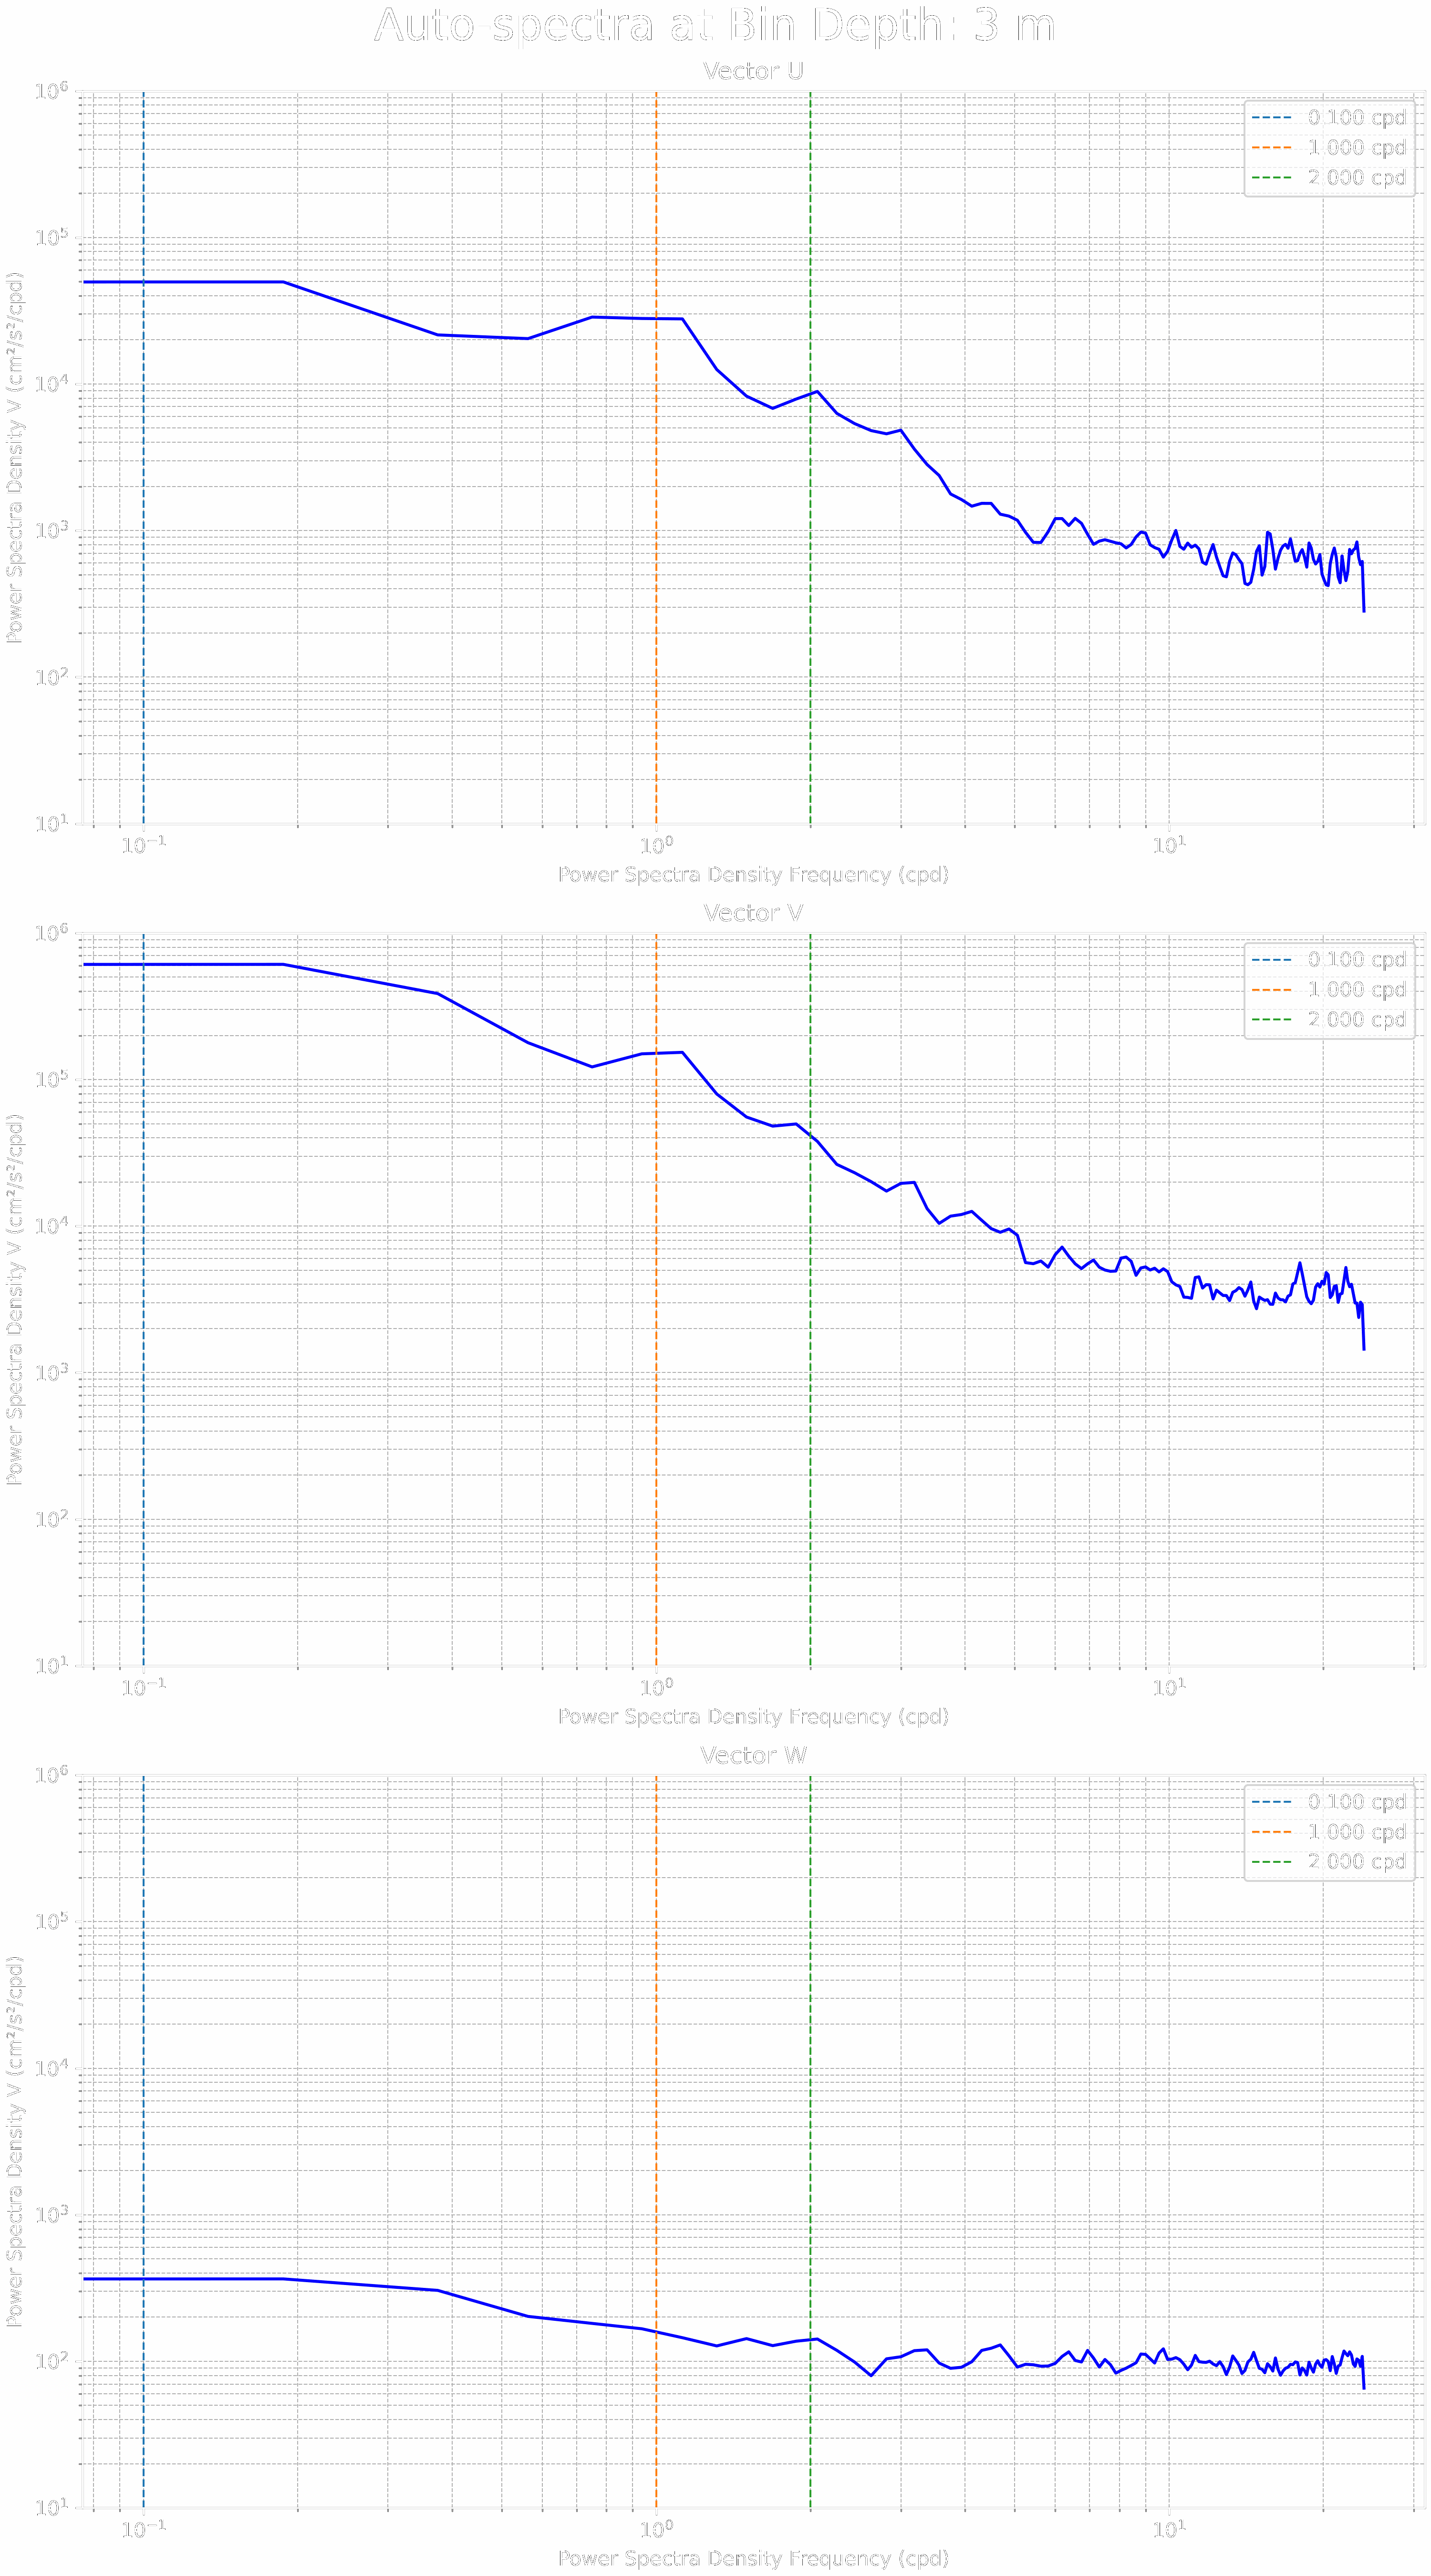 Auto-spectra at Bin Depth: 3 m
Vector U
10⁶
10⁵
10⁴
10³
10²
10¹
Power Spectra Density V (cm²/s²/cpd)
0.100 cpd
1.000 cpd
2.000 cpd
10⁻¹
10⁰
10¹
Power Spectra Density Frequency (cpd)
Vector V
10⁶
10⁵
10⁴
10³
10²
10¹
Power Spectra Density V (cm²/s²/cpd)
0.100 cpd
1.000 cpd
2.000 cpd
10⁻¹
10⁰
10¹
Power Spectra Density Frequency (cpd)
Vector W
10⁶
10⁵
10⁴
10³
10²
10¹
Power Spectra Density V (cm²/s²/cpd)
0.100 cpd
1.000 cpd
2.000 cpd
10⁻¹
10⁰
10¹
Power Spectra Density Frequency (cpd)